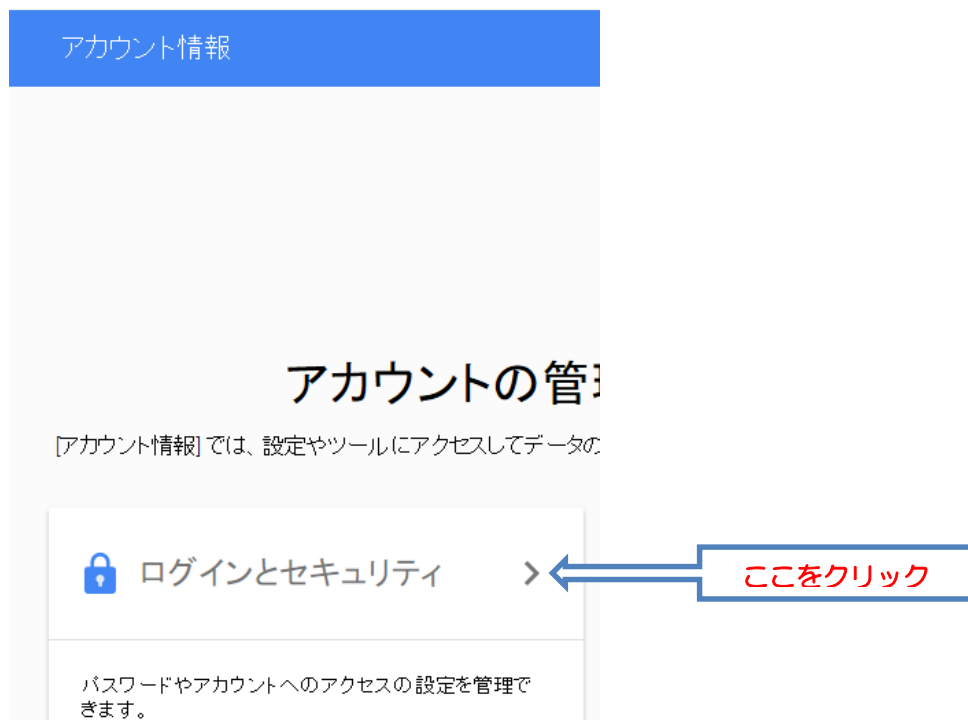 アカウント情報
アカウントの管
[アカウント情報] では、設定やツールにアクセスしてデータの
ログインとセキュリティ
ここをクリック
パスワードやアカウントへのアクセスの設定を管理で
きます。